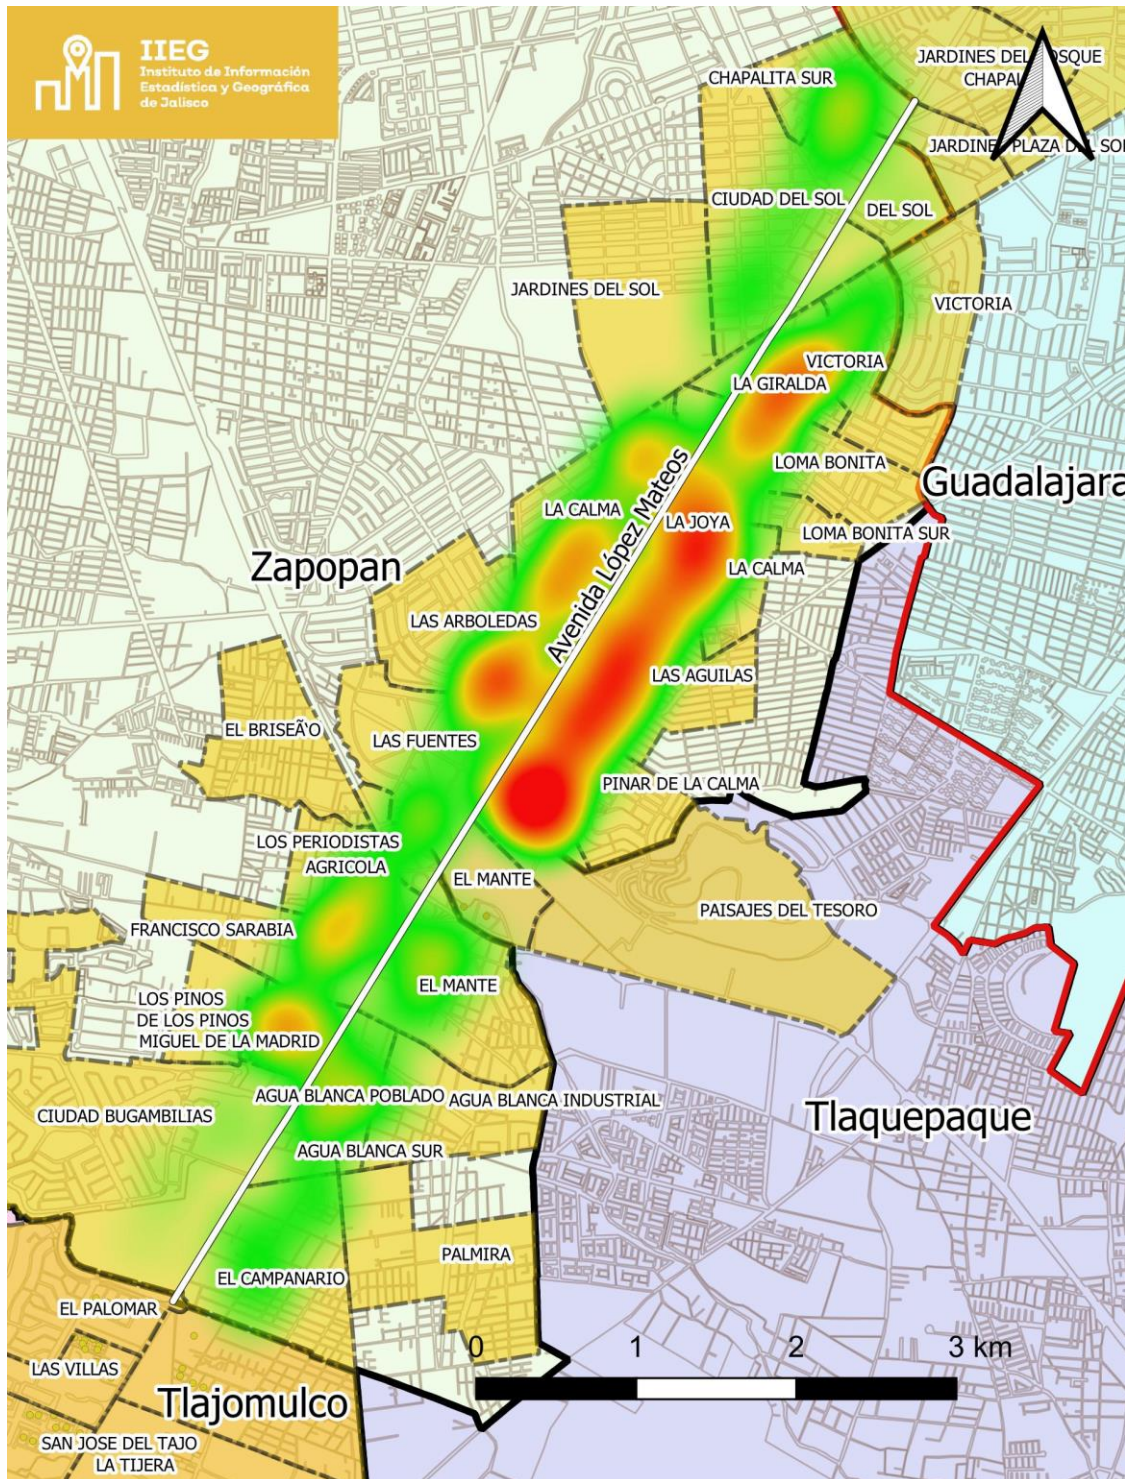 IIEG
Instituto de Información
Estadística y Geográfica
de Jalisco
JARDINES DEL BOSQUE
CHAPALITA SUR
JARDINES PLAZA DEL SOL
CIUDAD DEL SOL
DEL SOL
JARDINES DEL SOL
VICTORIA
VICTORIA
LA GIRALDA
LOMA BONITA
Guadalajara
LA CALMA
LA JOYA
LOMA BONITA SUR
Zapopan
LA CALMA
Avenida López Mateos
LAS ARBOLEDAS
LAS AGUILAS
EL BRISEÃ‘O
LAS FUENTES
PINAR DE LA CALMA
LOS PERIODISTAS
AGRICOLA
EL MANTE
PAISAJES DEL TESORO
FRANCISCO SARABIA
EL MANTE
LOS PINOS
DE LOS PINOS
MIGUEL DE LA MADRID
AGUA BLANCA POBLADO
AGUA BLANCA INDUSTRIAL
CIUDAD BUGAMBILIAS
Tlaquepaque
AGUA BLANCA SUR
PALMIRA
EL CAMPANARIO
EL PALOMAR
0 1 2 3 km
LAS VILLAS
Tlajomulco
SAN JOSE DEL TAJO
LA TIJERA